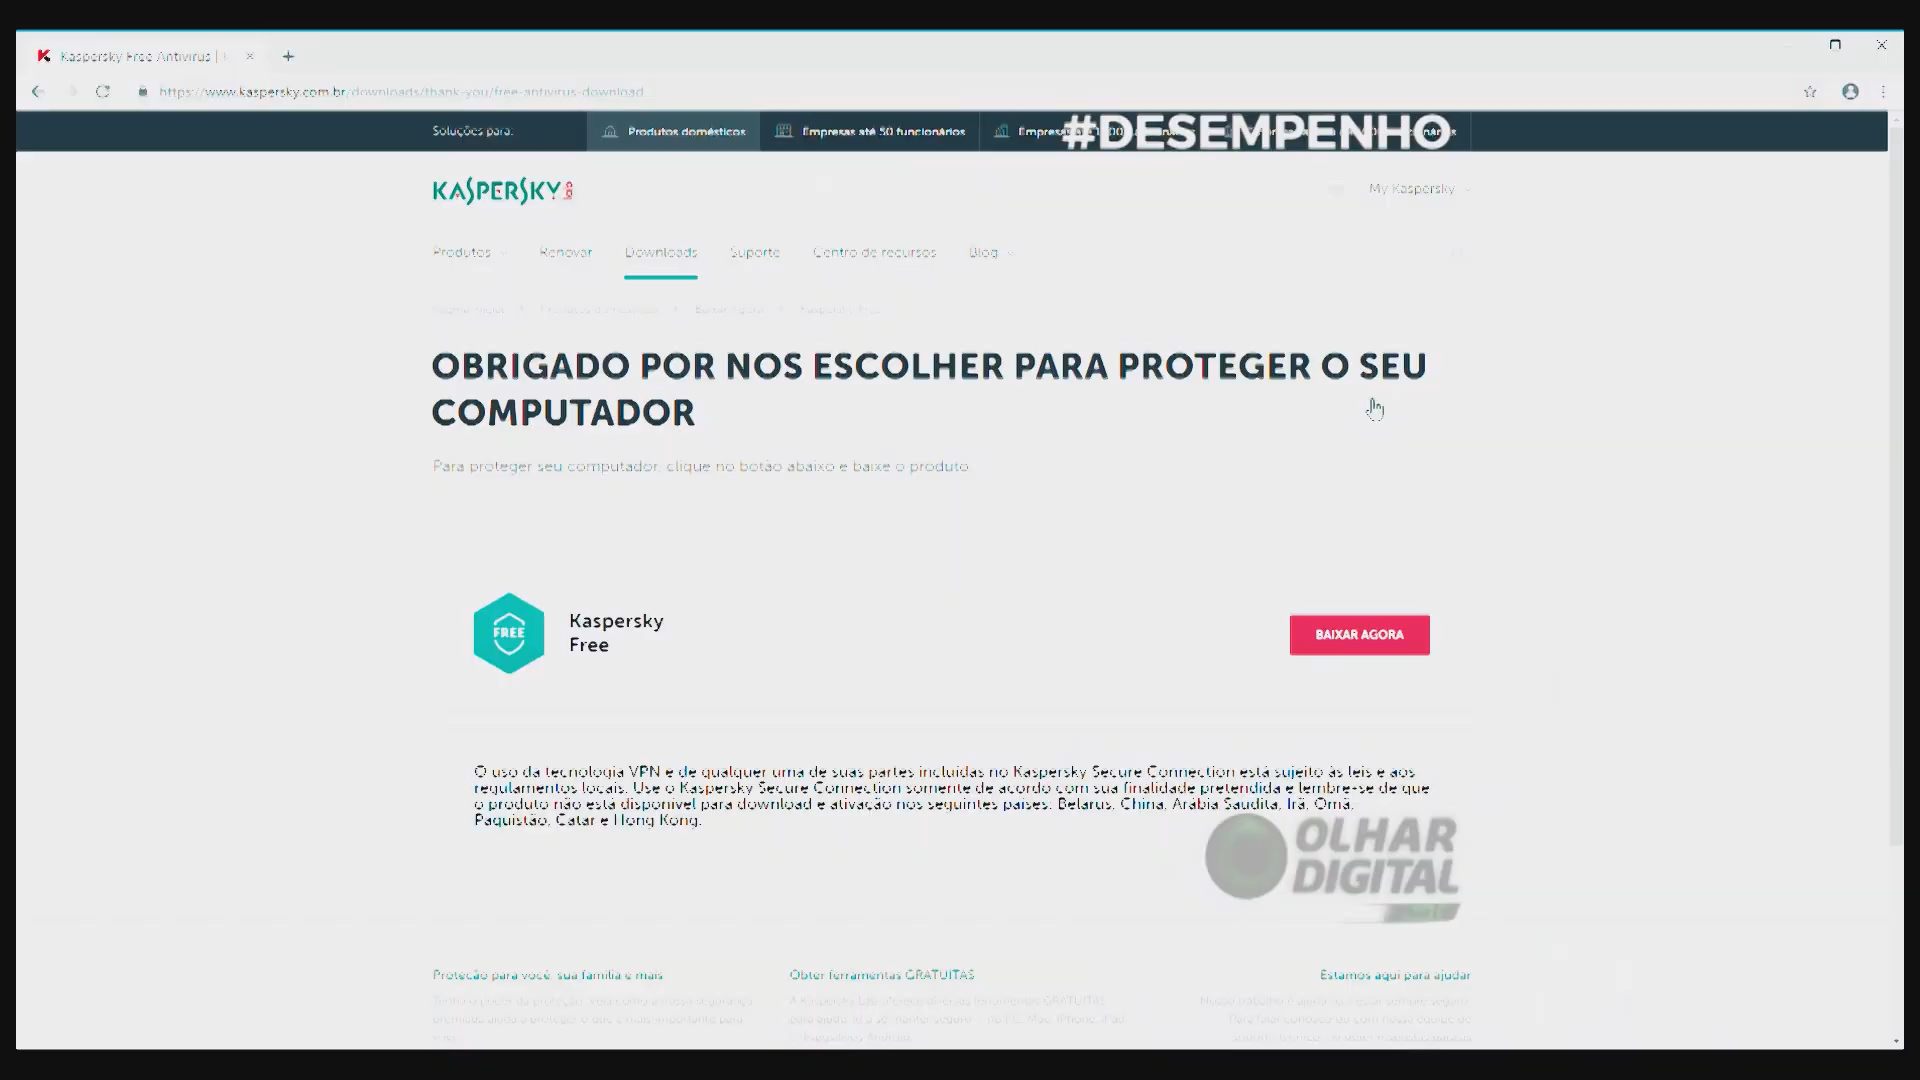 Kaspersky Free Antivirus |
https://www.kaspersky.com.br/downloads/thank-you/free-antivirus-download
Soluções para:
Produtos domésticos
Empresas até 50 funcionários
#DESEMPENHO
KASPERSKY
My Kaspersky
Produtos
Renovar
Downloads
Suporte
Centro de recursos
Blog
OBRIGADO POR NOS ESCOLHER PARA PROTEGER O SEU
COMPUTADOR
Para proteger seu computador, clique no botão abaixo e baixe o produto.
FREE
Kaspersky
Free
BAIXAR AGORA
O uso da tecnologia VPN e de qualquer uma de suas partes incluídas no Kaspersky Secure Connection está sujeito às leis e aos
regulamentos locais. Use o Kaspersky Secure Connection somente de acordo com sua finalidade pretendida e lembre-se de que
o produto não está disponível para download e ativação nos seguintes países: Belarus, China, Arábia Saudita, Irã, Omã,
Paquistão, Catar e Hong Kong.
OLHAR
DIGITAL
Proteção para você, sua família e mais
Obter ferramentas GRATUITAS
Estamos aqui para ajudar